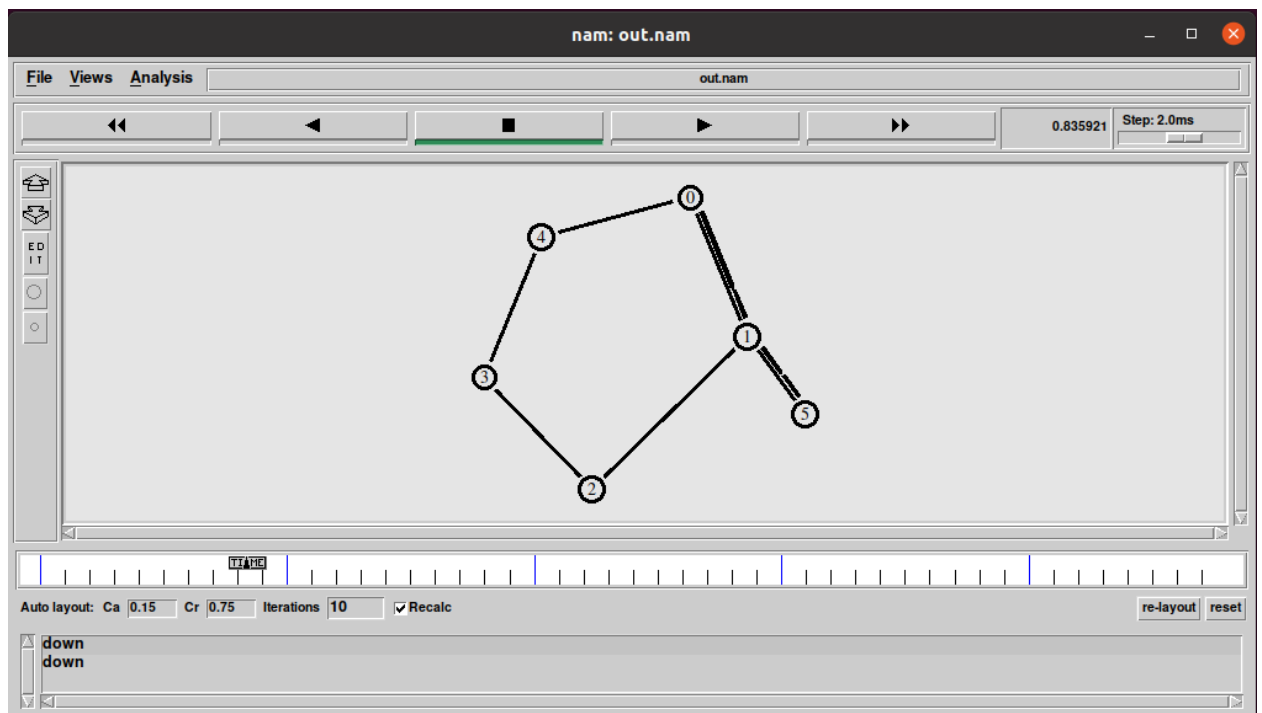 nam: out.nam
File Views Analysis out.nam
0.835921 Step: 2.0ms
E D
I T
0
4
1
3
5
2
TIME
Auto layout: Ca 0.15 Cr 0.75 Iterations 10 Recalc re-layout reset
down
down